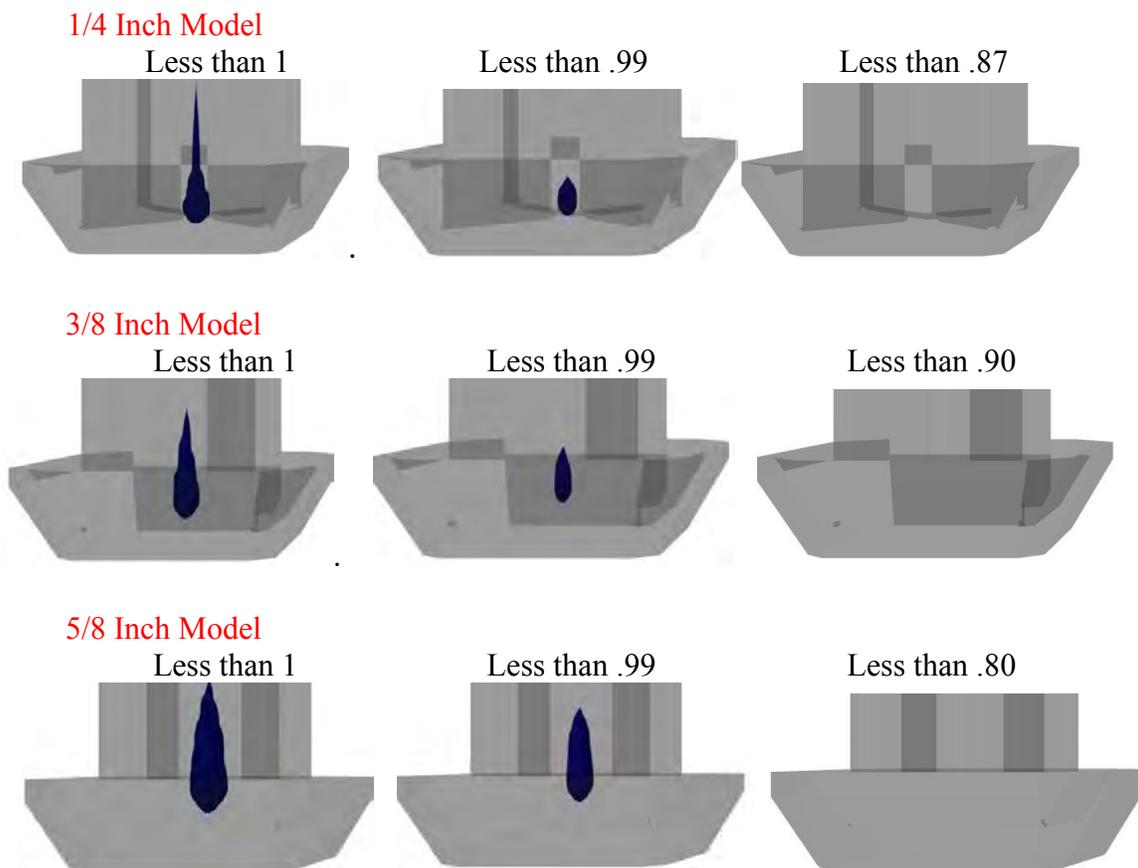 1/4 Inch Model
Less than 1 Less than .99 Less than .87
.
3/8 Inch Model
Less than 1 Less than .99 Less than .90
.
5/8 Inch Model
Less than 1 Less than .99 Less than .80